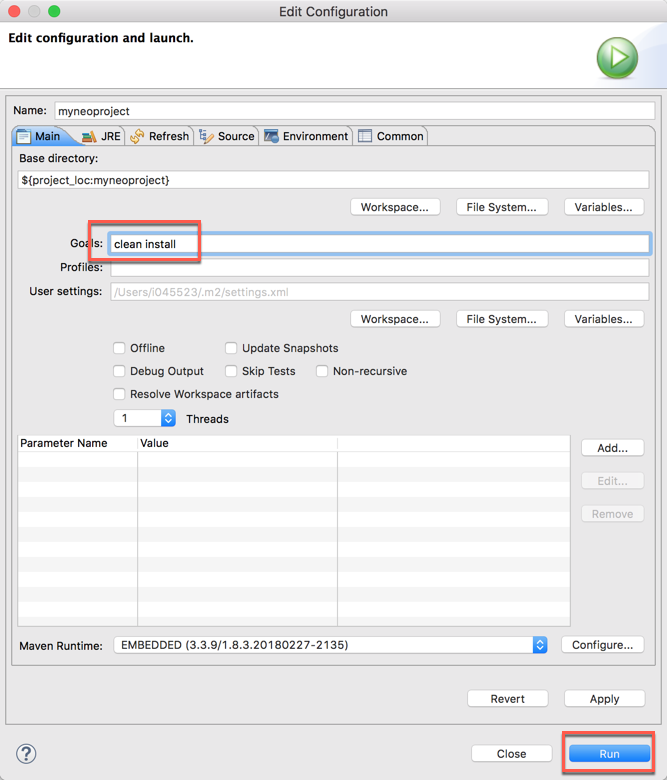 Edit Configuration
Edit configuration and launch.
Name: myneoproject
Main JRE Refresh Source Environment Common
Base directory:
${project_loc:myneoproject}
Workspace... File System... Variables...
Goals: clean install
Profiles:
User settings: /Users/i045523/.m2/settings.xml
Workspace... File System... Variables...
Offline Update Snapshots
Debug Output Skip Tests Non-recursive
Resolve Workspace artifacts
1 Threads
Parameter Name Value
Add...
Edit...
Remove
Maven Runtime: EMBEDDED (3.3.9/1.8.3.20180227-2135) Configure...
Revert Apply
? Close Run